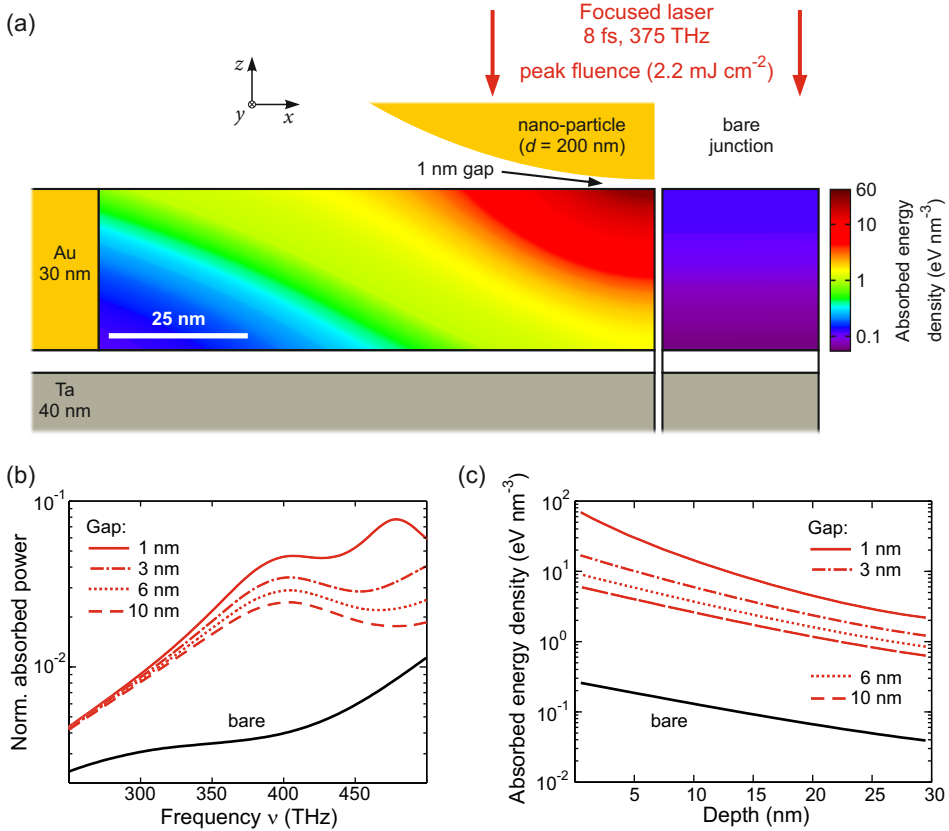 (a)
Focused laser
8 fs, 375 THz
peak fluence (2.2 mJ cm⁻²)
z
y
x
nano-particle
(d = 200 nm)
bare
junction
1 nm gap
Au
30 nm
25 nm
60
10
1
0.1
Absorbed energy
density (eV nm⁻³)
Ta
40 nm
(b)
Norm. absorbed power
10⁻¹
10⁻²
Gap:
1 nm
3 nm
6 nm
10 nm
bare
300
350
400
450
Frequency ν (THz)
(c)
Absorbed energy density (eV nm⁻³)
10²
10¹
10⁰
10⁻¹
10⁻²
Gap:
1 nm
3 nm
6 nm
10 nm
bare
5
10
15
20
25
30
Depth (nm)